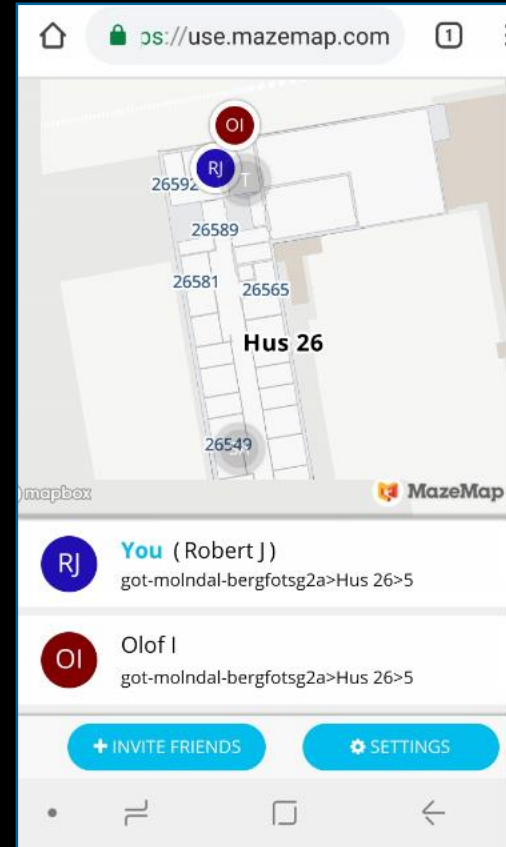 ps://use.mazemap.com
1
OI
RJ
T
26592
26589
26581
26565
Hus 26
26549
mapbox
MazeMap
RJ
You (Robert J)
got-molndal-bergfotsg2a>Hus 26>5
OI
Olof I
got-molndal-bergfotsg2a>Hus 26>5
+ INVITE FRIENDS
SETTINGS